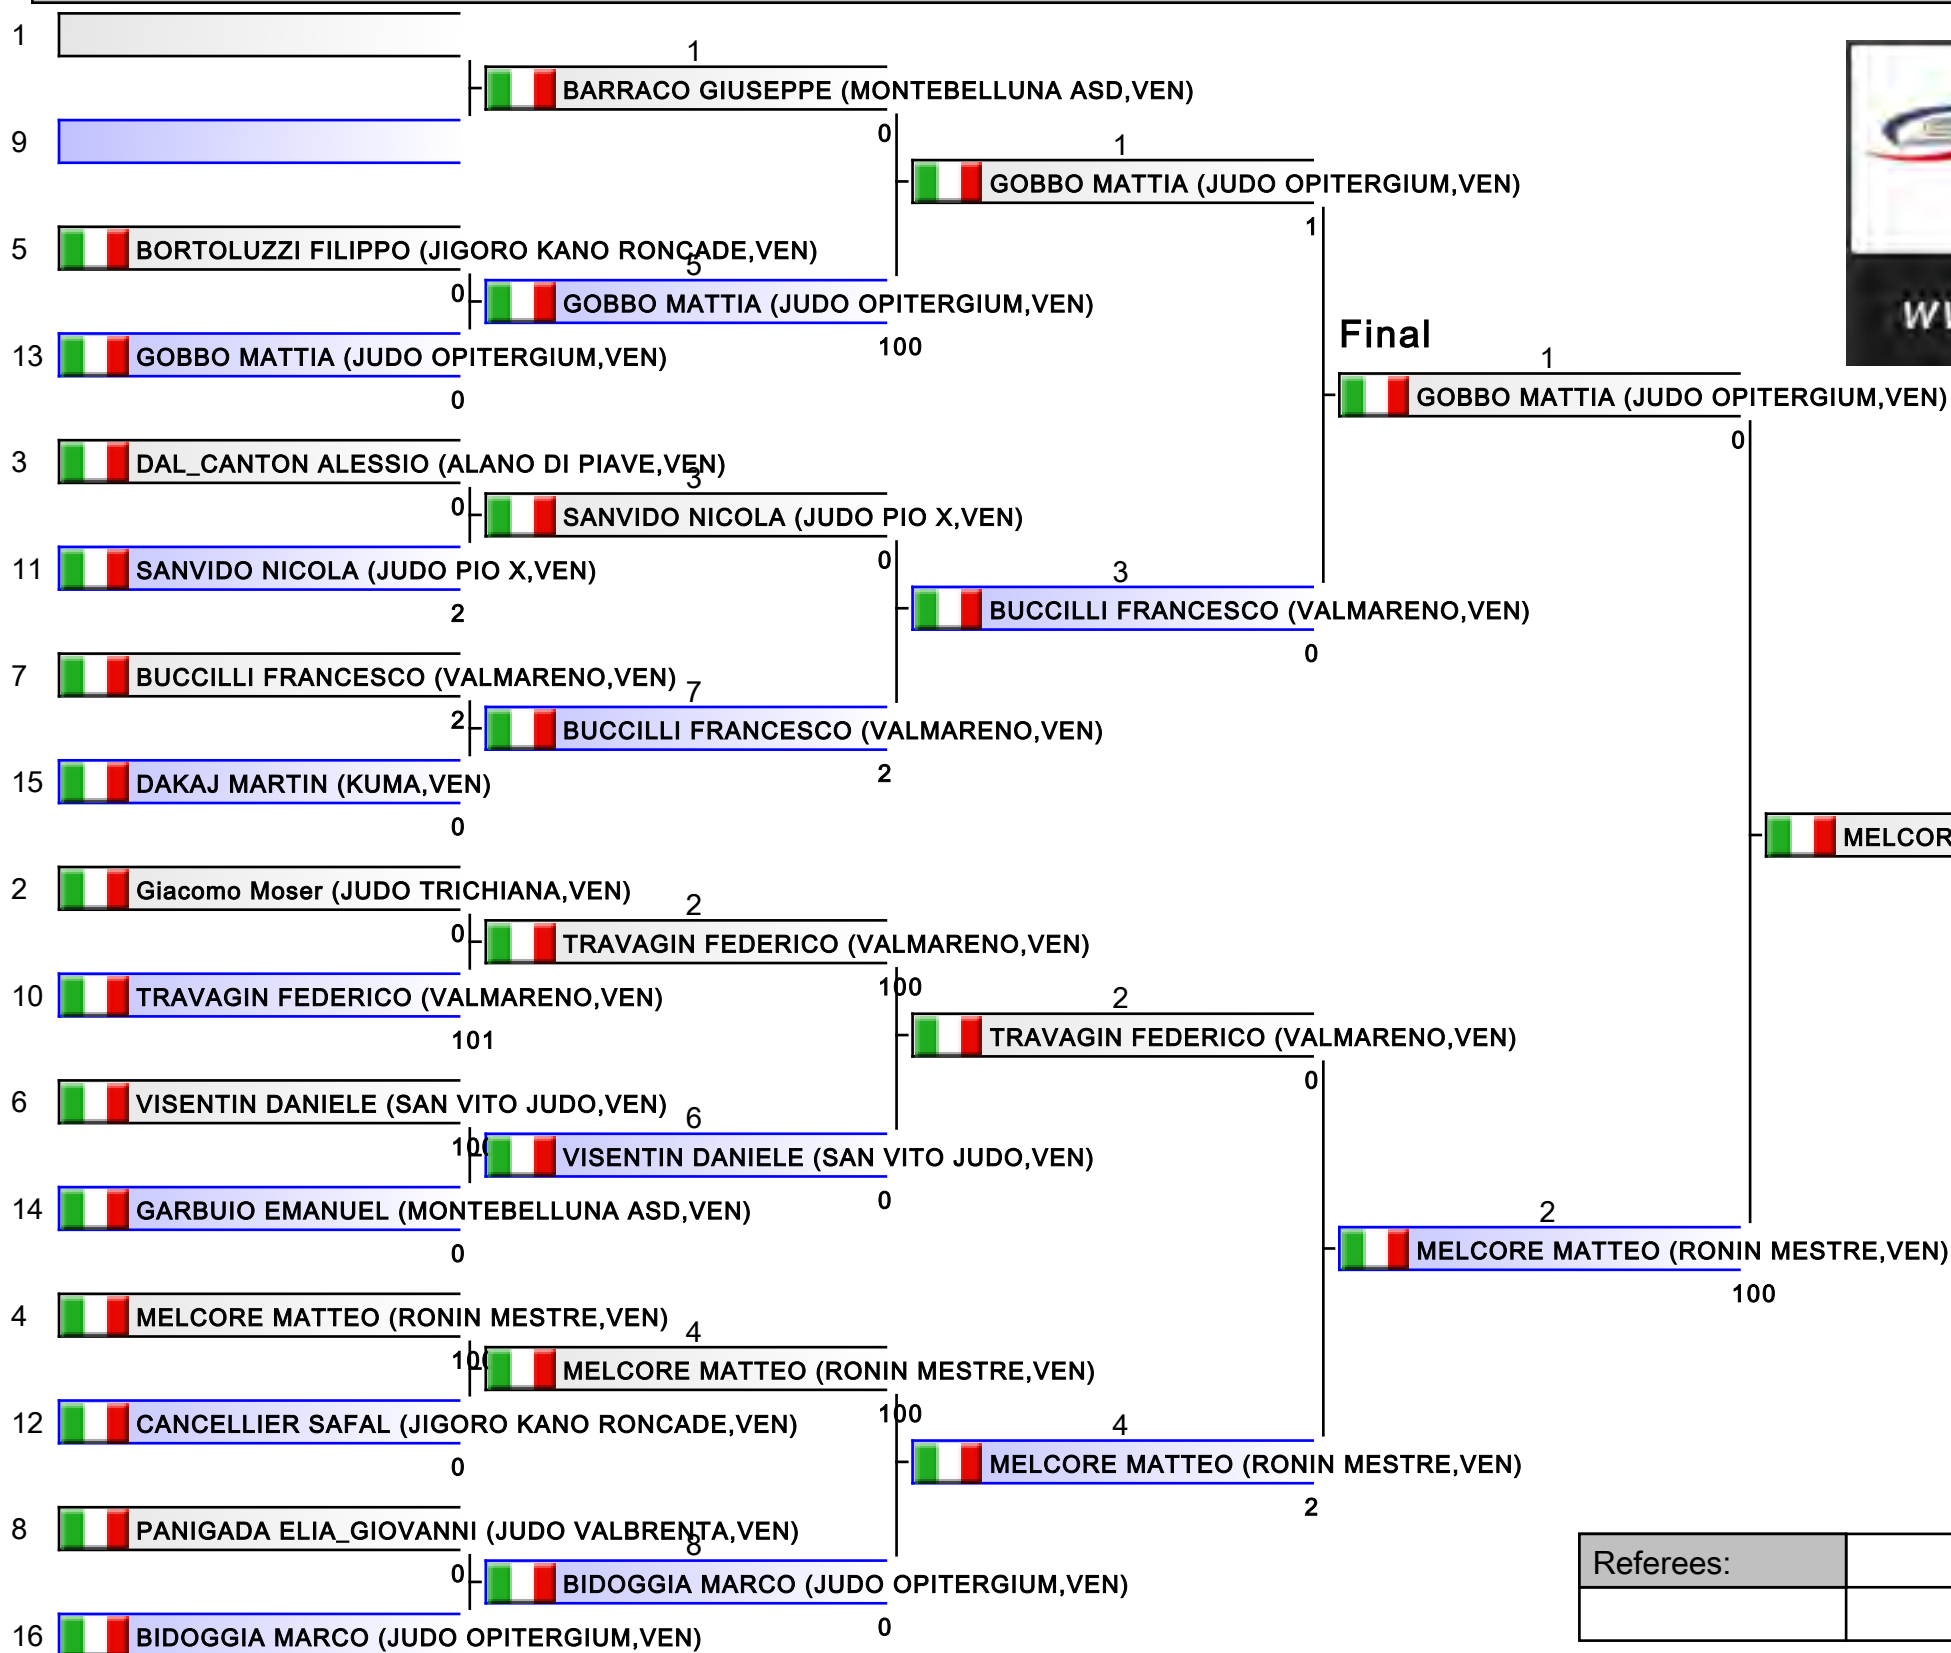 1
1
BARRACO GIUSEPPE (MONTEBELLUNA ASD,VEN)
0
9
1
GOBBO MATTIA (JUDO OPITERGIUM,VEN)
1
5
BORTOLUZZI FILIPPO (JIGORO KANO RONCADE,VEN)
0
5
GOBBO MATTIA (JUDO OPITERGIUM,VEN)
100
13
GOBBO MATTIA (JUDO OPITERGIUM,VEN)
0
Final
1
GOBBO MATTIA (JUDO OPITERGIUM,VEN)
0
3
DAL_CANTON ALESSIO (ALANO DI PIAVE,VEN)
0
3
SANVIDO NICOLA (JUDO PIO X,VEN)
0
11
SANVIDO NICOLA (JUDO PIO X,VEN)
2
3
BUCCILLI FRANCESCO (VALMARENO,VEN)
0
7
BUCCILLI FRANCESCO (VALMARENO,VEN)
2
7
BUCCILLI FRANCESCO (VALMARENO,VEN)
2
15
DAKAJ MARTIN (KUMA,VEN)
0
MELCOR
2
Giacomo Moser (JUDO TRICHIANA,VEN)
0
2
TRAVAGIN FEDERICO (VALMARENO,VEN)
100
10
TRAVAGIN FEDERICO (VALMARENO,VEN)
101
2
TRAVAGIN FEDERICO (VALMARENO,VEN)
0
6
VISENTIN DANIELE (SAN VITO JUDO,VEN)
100
6
VISENTIN DANIELE (SAN VITO JUDO,VEN)
0
14
GARBUIO EMANUEL (MONTEBELLUNA ASD,VEN)
0
2
MELCORE MATTEO (RONIN MESTRE,VEN)
100
4
MELCORE MATTEO (RONIN MESTRE,VEN)
100
4
MELCORE MATTEO (RONIN MESTRE,VEN)
100
12
CANCELLIER SAFAL (JIGORO KANO RONCADE,VEN)
0
4
MELCORE MATTEO (RONIN MESTRE,VEN)
2
8
PANIGADA ELIA_GIOVANNI (JUDO VALBRENTA,VEN)
0
8
BIDOGGIA MARCO (JUDO OPITERGIUM,VEN)
0
16
BIDOGGIA MARCO (JUDO OPITERGIUM,VEN)
Referees: